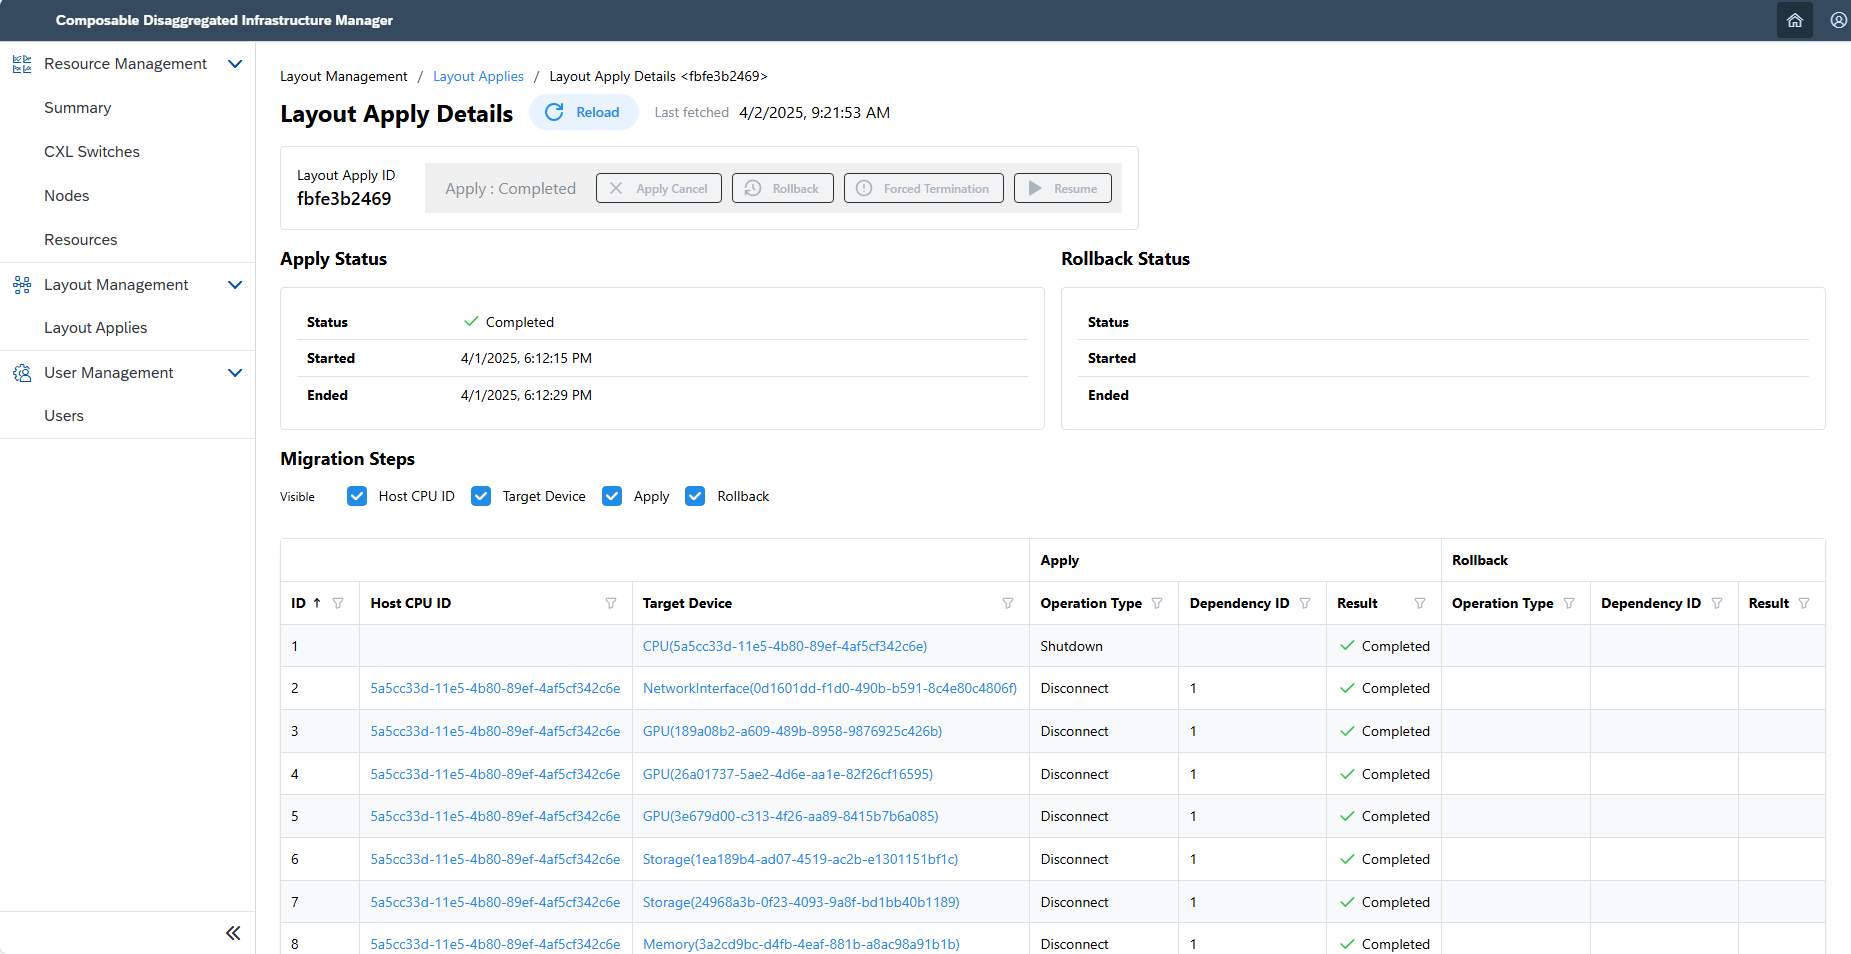 Composable Disaggregated Infrastructure Manager
Resource Management
Summary
CXL Switches
Nodes
Resources
Layout Management
Layout Applies
User Management
Users
Layout Management / Layout Applies / Layout Apply Details <fbfe3b2469>
Layout Apply Details Reload Last fetched 4/2/2025, 9:21:53 AM
Layout Apply ID
fbfe3b2469
Apply : Completed Apply Cancel Rollback Forced Termination Resume
Apply Status
Status Completed
Started 4/1/2025, 6:12:15 PM
Ended 4/1/2025, 6:12:29 PM
Rollback Status
Status
Started
Ended
Migration Steps
Visible Host CPU ID Target Device Apply Rollback
Apply Rollback
ID Host CPU ID Target Device Operation Type Dependency ID Result Operation Type Dependency ID Result
1 CPU(5a5cc33d-11e5-4b80-89ef-4af5cf342c6e) Shutdown Completed
2 5a5cc33d-11e5-4b80-89ef-4af5cf342c6e NetworkInterface(0d1601dd-f1d0-490b-b591-8c4e80c4806f) Disconnect 1 Completed
3 5a5cc33d-11e5-4b80-89ef-4af5cf342c6e GPU(189a08b2-a609-489b-8958-9876925c426b) Disconnect 1 Completed
4 5a5cc33d-11e5-4b80-89ef-4af5cf342c6e GPU(26a01737-5ae2-4d6e-aa1e-82f26cf16595) Disconnect 1 Completed
5 5a5cc33d-11e5-4b80-89ef-4af5cf342c6e GPU(3e679d00-c313-4f26-aa89-8415b7b6a085) Disconnect 1 Completed
6 5a5cc33d-11e5-4b80-89ef-4af5cf342c6e Storage(1ea189b4-ad07-4519-ac2b-e1301151bf1c) Disconnect 1 Completed
7 5a5cc33d-11e5-4b80-89ef-4af5cf342c6e Storage(24968a3b-0f23-4093-9a8f-bd1bb40b1189) Disconnect 1 Completed
8 5a5cc33d-11e5-4b80-89ef-4af5cf342c6e Memory(3a2cd9bc-d4fb-4eaf-881b-a8ac98a91b1b) Disconnect 1 Completed